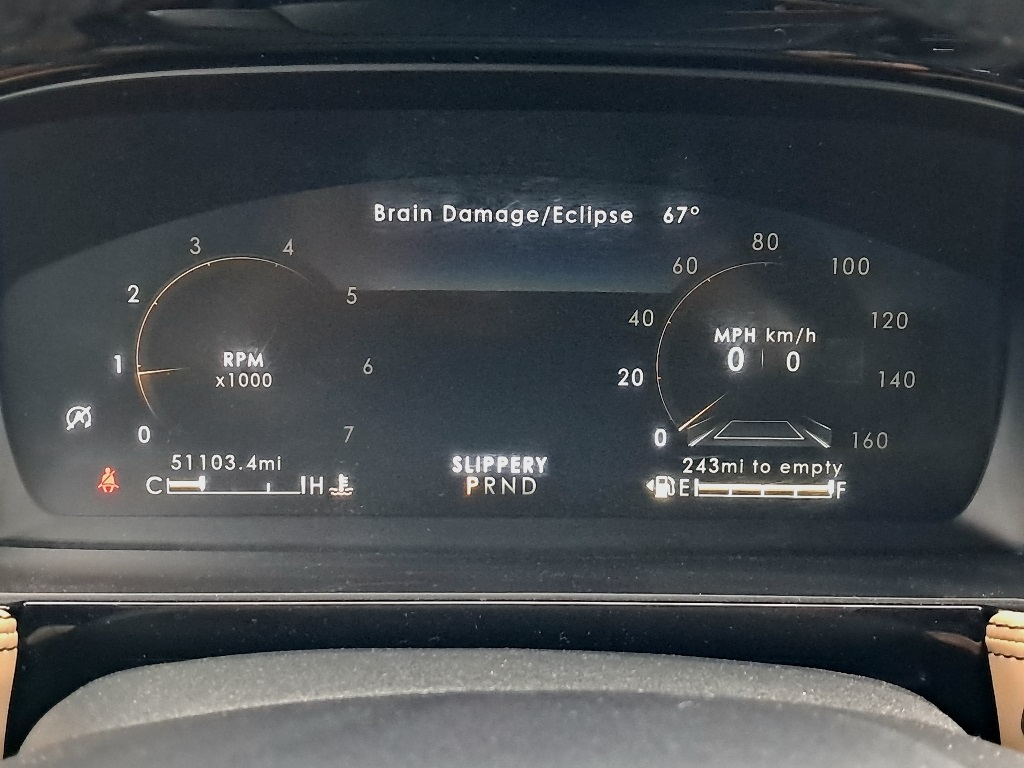 Brain Damage/Eclipse 67°
3 4
2 5
1 6
0 7
RPM
x1000
80
60 100
40 120
20 140
0 160
MPH km/h
0 0
51103.4mi
C H
SLIPPERY
PRND
243mi to empty
E F